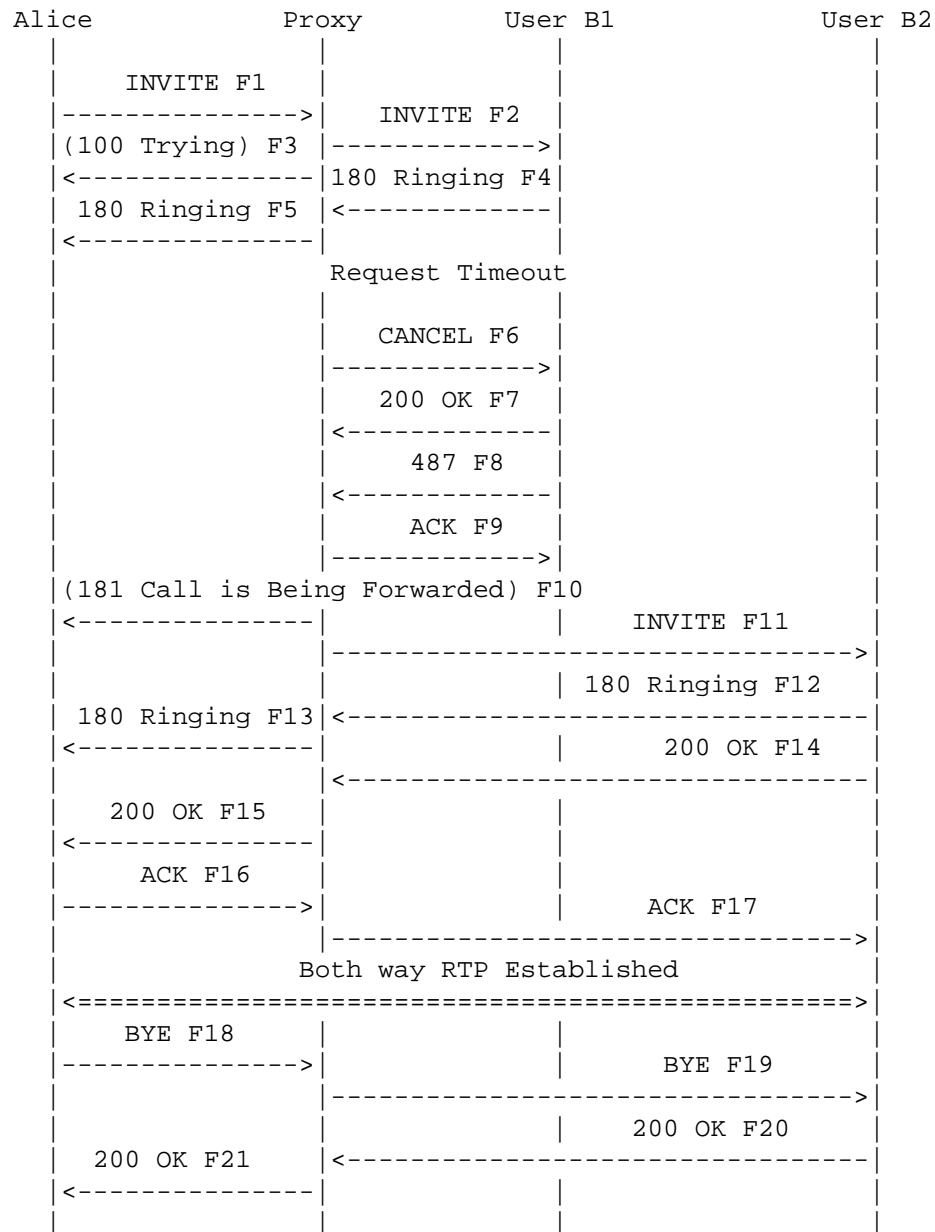 Alice Proxy User B1 User B2
INVITE F1
INVITE F2
(100 Trying) F3
180 Ringing F4
180 Ringing F5
Request Timeout
CANCEL F6
200 OK F7
487 F8
ACK F9
(181 Call is Being Forwarded) F10
INVITE F11
180 Ringing F12
180 Ringing F13
200 OK F14
200 OK F15
ACK F16
ACK F17
Both way RTP Established
BYE F18
BYE F19
200 OK F20
200 OK F21